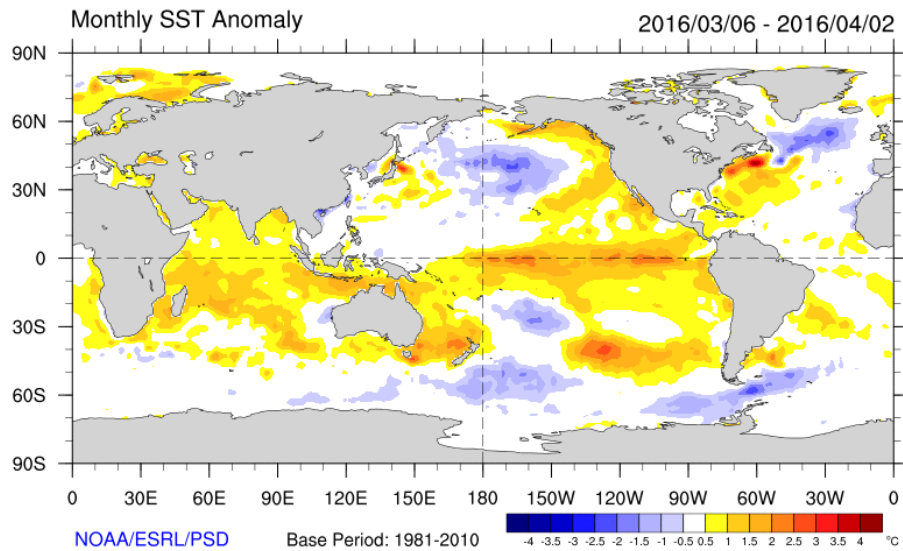 Monthly SST Anomaly 2016/03/06 - 2016/04/02
90N
60N
30N
0
30S
60S
90S
0 30E 60E 90E 120E 150E 180 150W 120W 90W 60W 30W 0
NOAA/ESRL/PSD Base Period: 1981-2010
-4 -3.5 -3 -2.5 -2 -1.5 -1 -0.5 0.5 1 1.5 2 2.5 3 3.5 4 °C